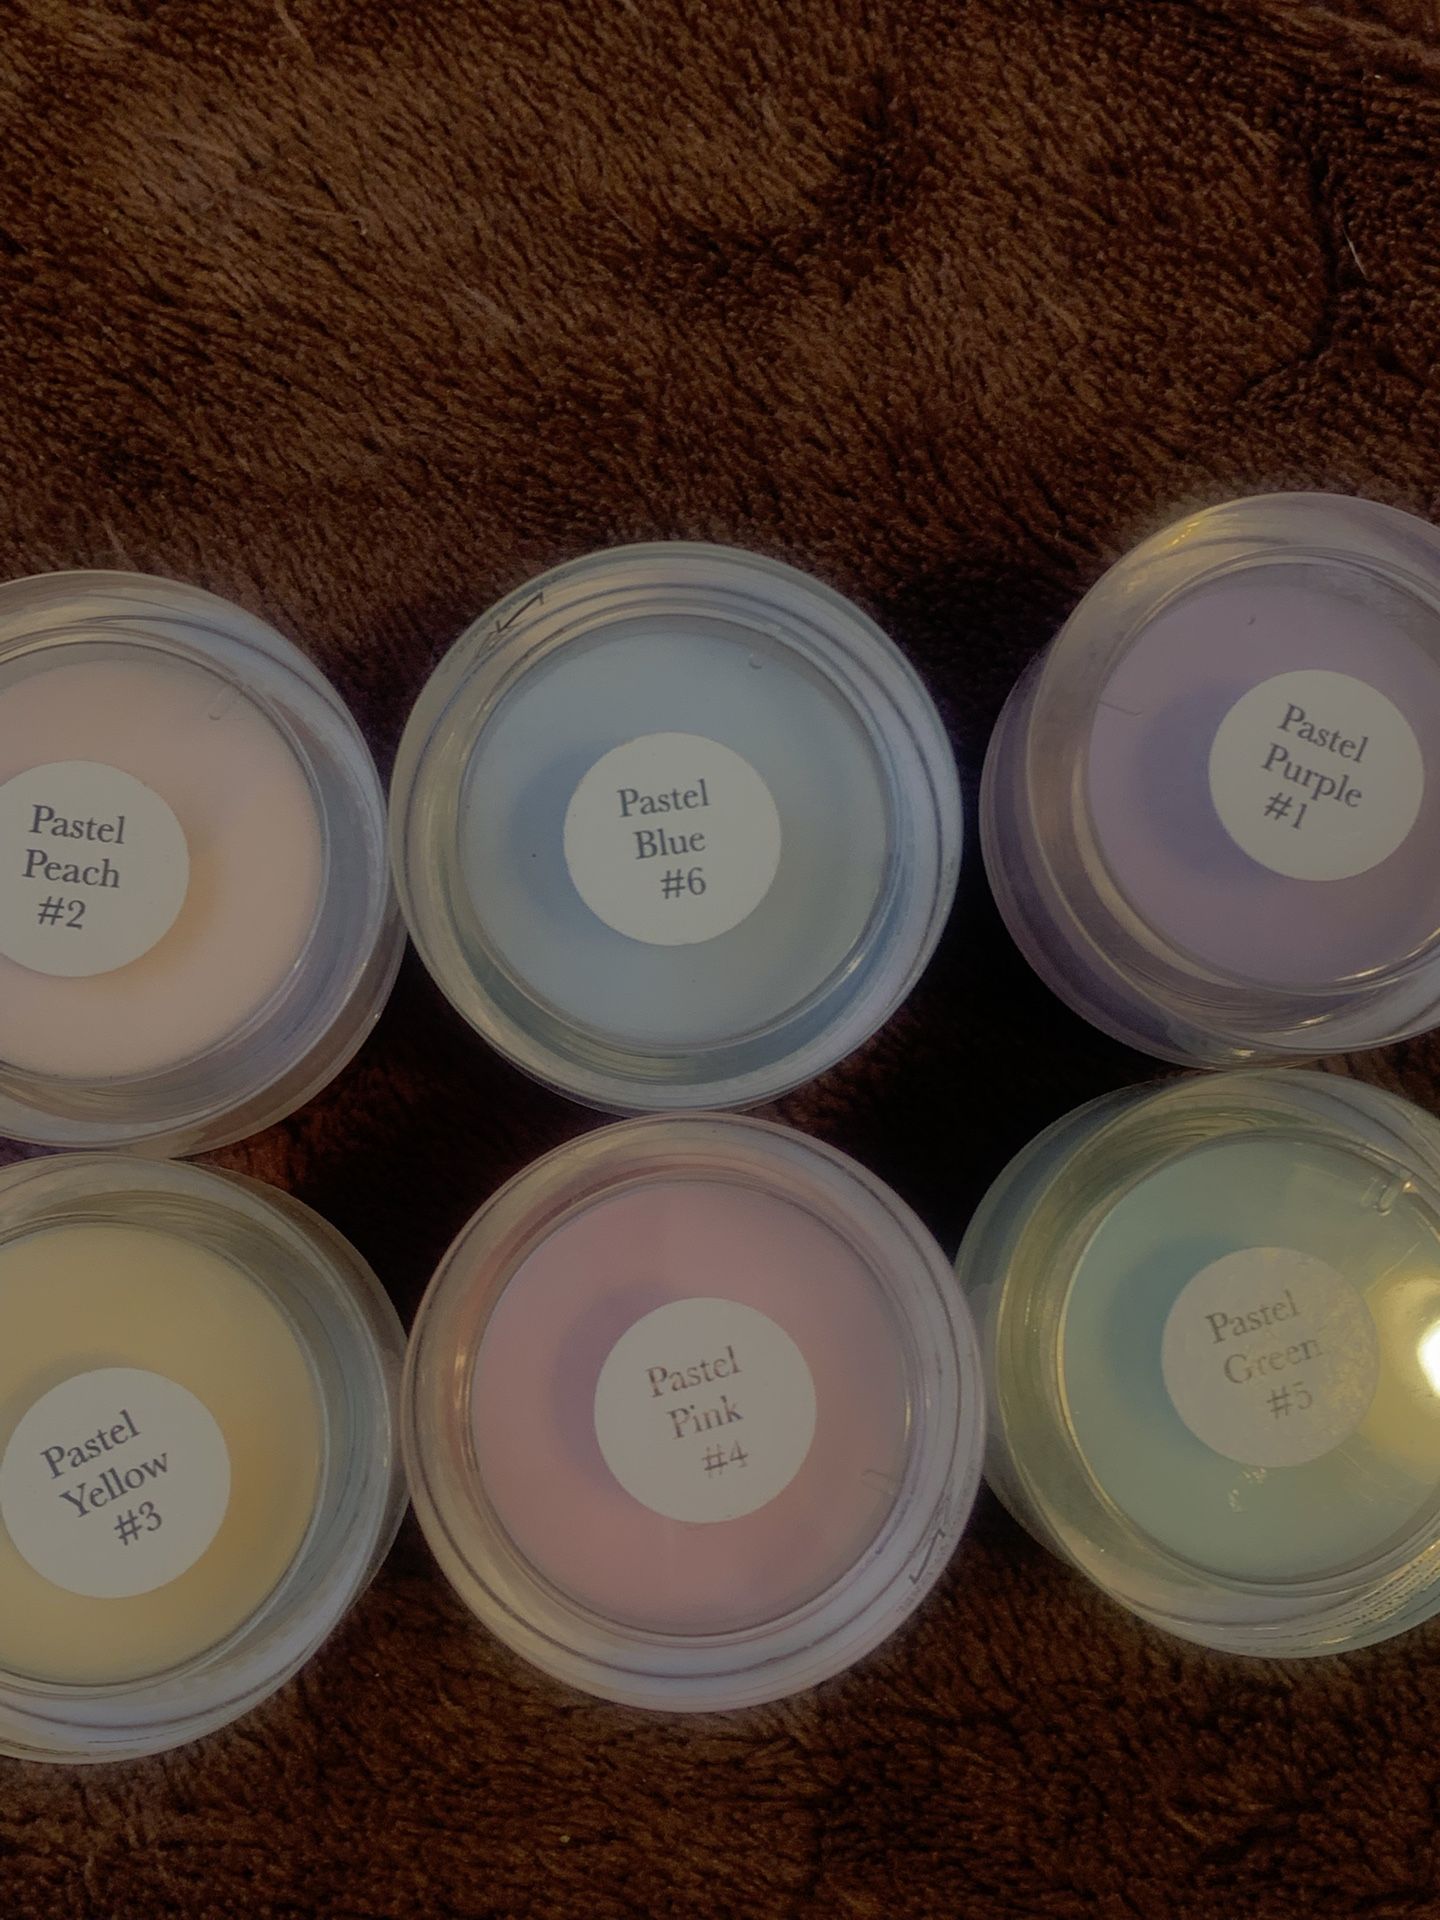 Pastel
Peach
#2
Pastel
Blue
#6
Pastel
Purple
#1
Pastel
Yellow
#3
Pastel
Pink
#4
Pastel
Green
#5